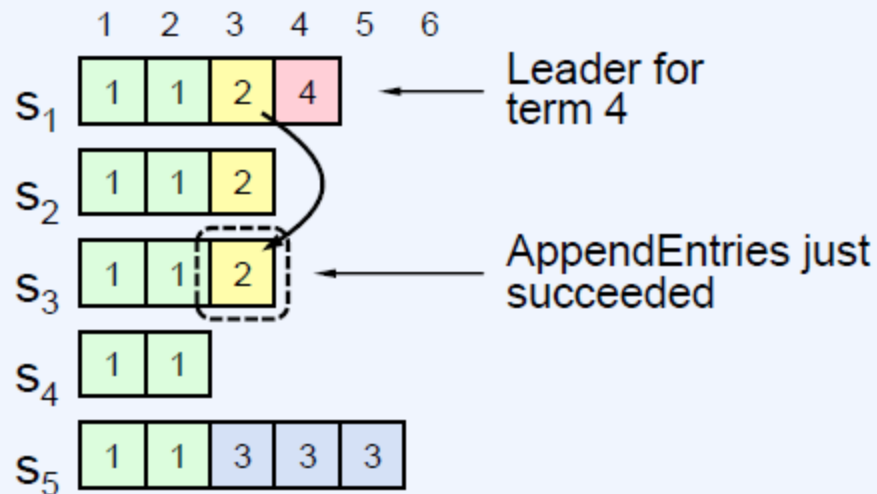 1 2 3 4 5 6
s1 1 1 2 4
Leader for
term 4
s2 1 1 2
s3 1 1 2
AppendEntries just
succeeded
s4 1 1
s5 1 1 3 3 3